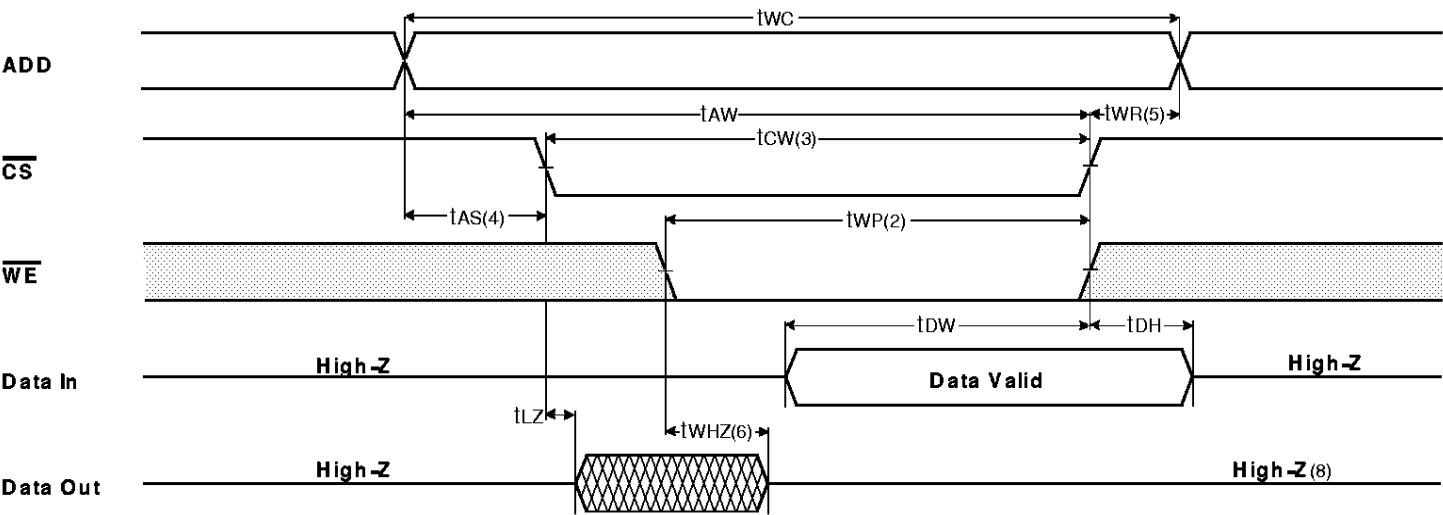 tWC
ADD
tAW
tWR(5)
tCW(3)
CS
tAS(4)
tWP(2)
WE
tDW
tDH
High-Z
High-Z
Data In
Data Valid
tLZ
tWHZ(6)
High-Z
High-Z(8)
Data Out